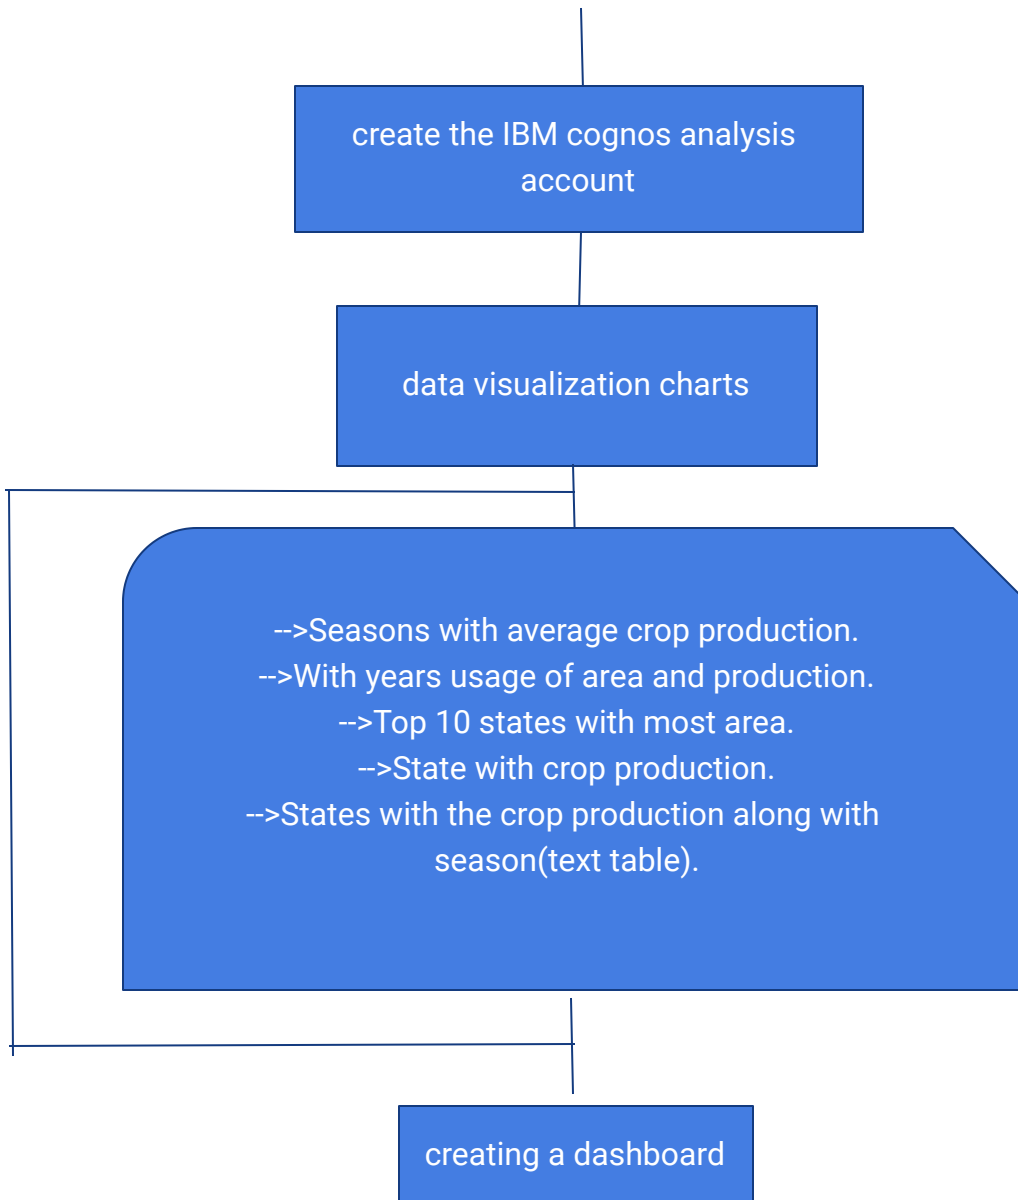 create the IBM cognos analysis
account
data visualization charts
-->Seasons with average crop production.
-->With years usage of area and production.
-->Top 10 states with most area.
-->State with crop production.
-->States with the crop production along with
season(text table).
creating a dashboard